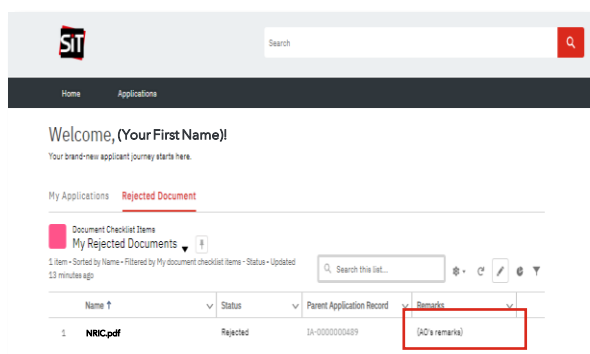 SiT
Search
Home Applications
Welcome, (Your First Name)!
Your brand-new applicant journey starts here.
My Applications Rejected Document
Document Checklist Items
My Rejected Documents
1 item • Sorted by Name • Filtered by My document checklist items - Status • Updated
13 minutes ago
Search this list...
Name ↑ Status Parent Application Record Remarks
1 NRIC.pdf Rejected IA-0000000489 (AO's remarks)